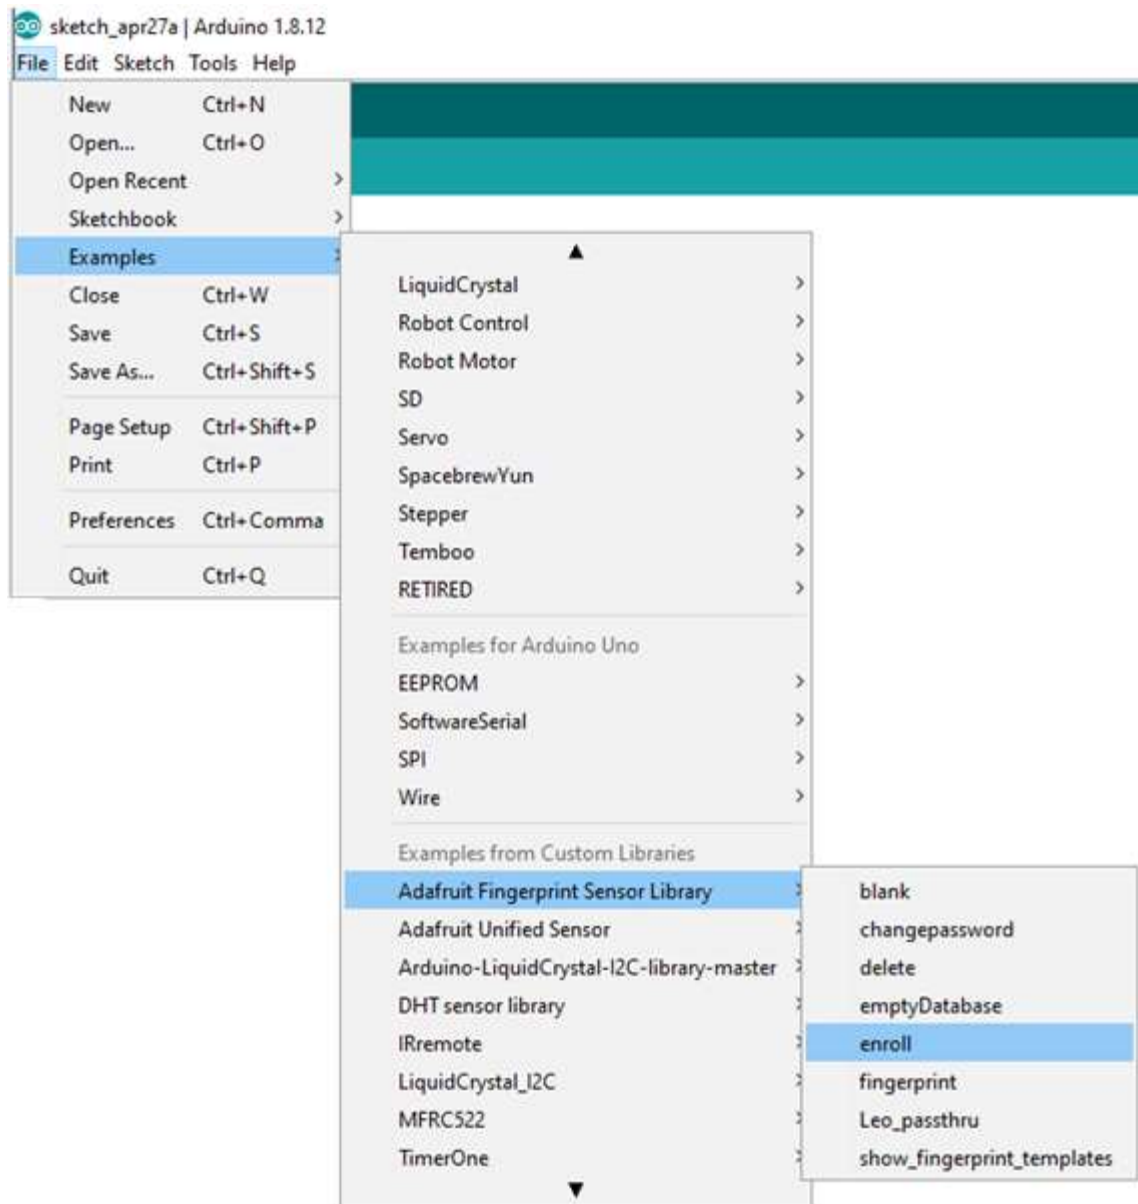 sketch_apr27a | Arduino 1.8.12
File Edit Sketch Tools Help
New Ctrl+N
Open... Ctrl+O
Open Recent
Sketchbook
Examples
Close Ctrl+W
Save Ctrl+S
Save As... Ctrl+Shift+S
Page Setup Ctrl+Shift+P
Print Ctrl+P
Preferences Ctrl+Comma
Quit Ctrl+Q
LiquidCrystal
Robot Control
Robot Motor
SD
Servo
SpacebrewYun
Stepper
Temboo
RETIRED
Examples for Arduino Uno
EEPROM
SoftwareSerial
SPI
Wire
Examples from Custom Libraries
Adafruit Fingerprint Sensor Library
Adafruit Unified Sensor
Arduino-LiquidCrystal-I2C-library-master
DHT sensor library
IRremote
LiquidCrystal_I2C
MFRC522
TimerOne
blank
changepassword
delete
emptyDatabase
enroll
fingerprint
Leo_passthru
show_fingerprint_templates